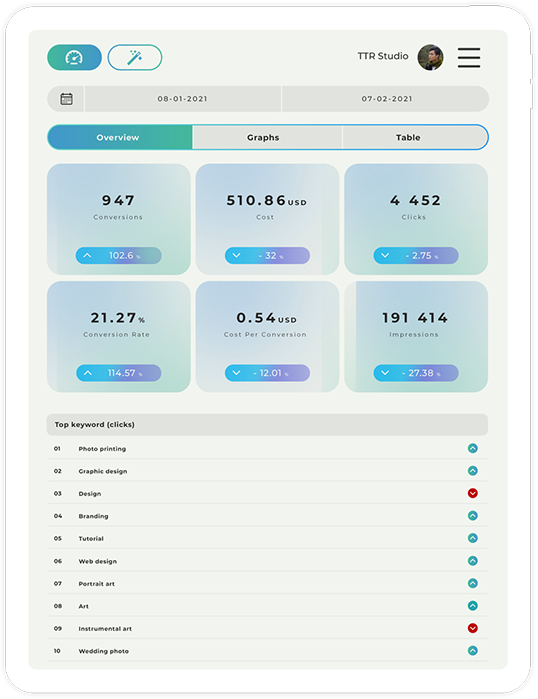 TTR Studio
08-01-2021 07-02-2021
Overview Graphs Table
947 510.86 USD 4 452
Conversions Cost Clicks
102.6 % - 32 % - 2.75 %
21.27 % 0.54 USD 191 414
Conversion Rate Cost Per Conversion Impressions
114.57 % - 12.01 % - 27.38 %
Top keyword (clicks)
01 Photo printing
02 Graphic design
03 Design
04 Branding
05 Tutorial
06 Web design
07 Portrait art
08 Art
09 Instrumental art
10 Wedding photo